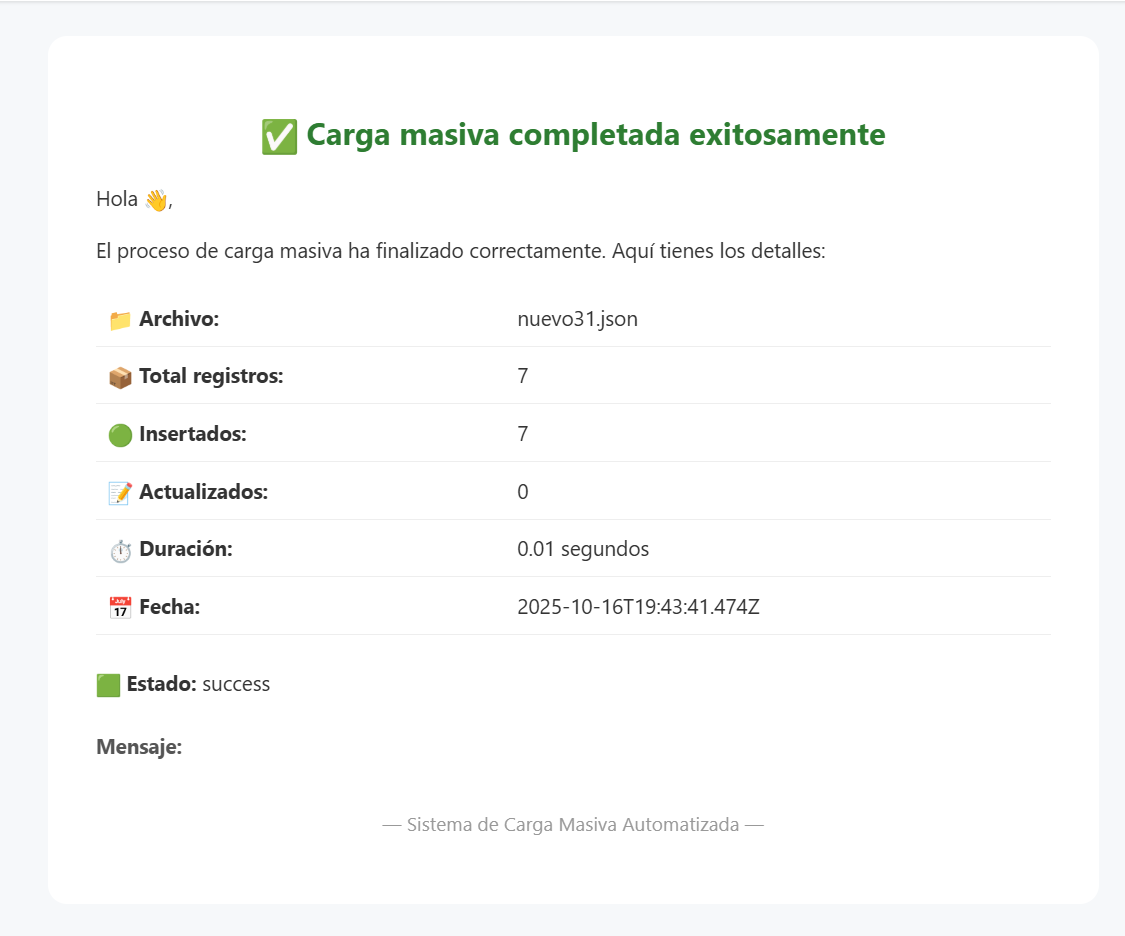 ✅ Carga masiva completada exitosamente
Hola 👋,
El proceso de carga masiva ha finalizado correctamente. Aquí tienes los detalles:
📁 Archivo: nuevo31.json
📦 Total registros: 7
🟢 Insertados: 7
📝 Actualizados: 0
⏱️ Duración: 0.01 segundos
📅 Fecha: 2025-10-16T19:43:41.474Z
🟩 Estado: success
Mensaje:
— Sistema de Carga Masiva Automatizada —